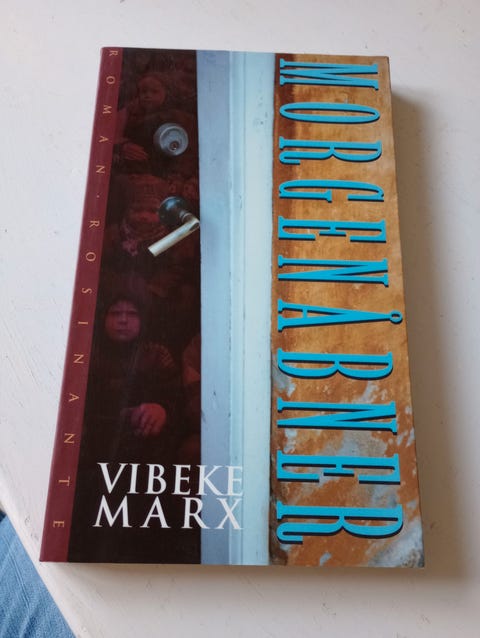 ROMAN · ROSINANTE
MORGENÅBNER
VIBEKE
MARX